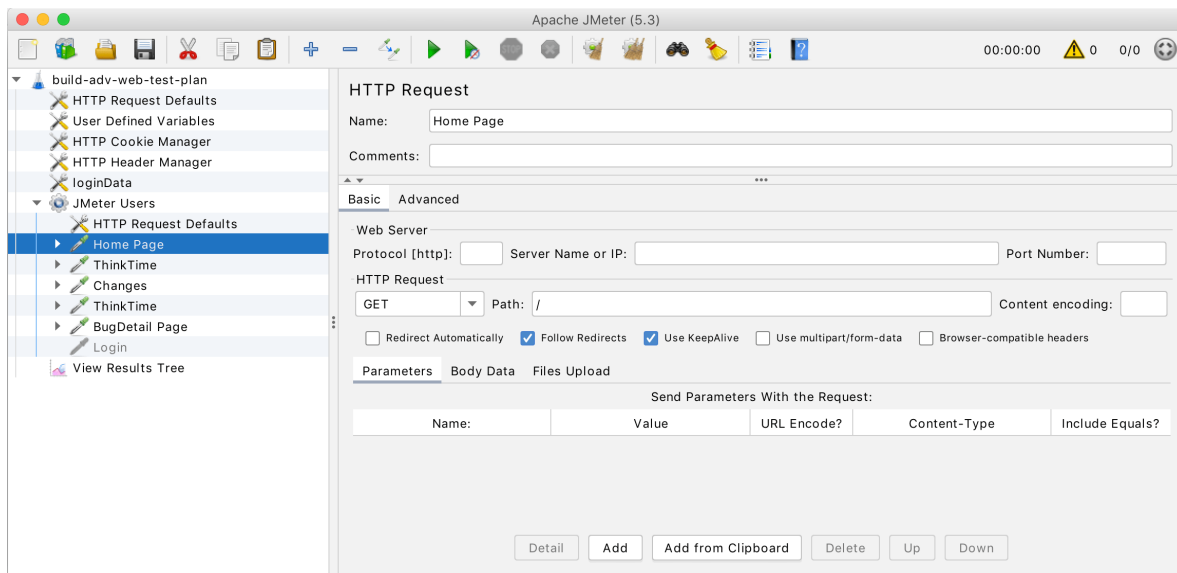 Apache JMeter (5.3)
STOP
00:00:00 0 0/0
build-adv-web-test-plan
HTTP Request Defaults
User Defined Variables
HTTP Cookie Manager
HTTP Header Manager
loginData
JMeter Users
HTTP Request Defaults
Home Page
ThinkTime
Changes
ThinkTime
BugDetail Page
Login
View Results Tree
HTTP Request
Name: Home Page
Comments:
Basic Advanced
Web Server
Protocol [http]: Server Name or IP: Port Number:
HTTP Request
GET Path: / Content encoding:
Redirect Automatically Follow Redirects Use KeepAlive Use multipart/form-data Browser-compatible headers
Parameters Body Data Files Upload
Send Parameters With the Request:
Name: Value URL Encode? Content-Type Include Equals?
Detail Add Add from Clipboard Delete Up Down